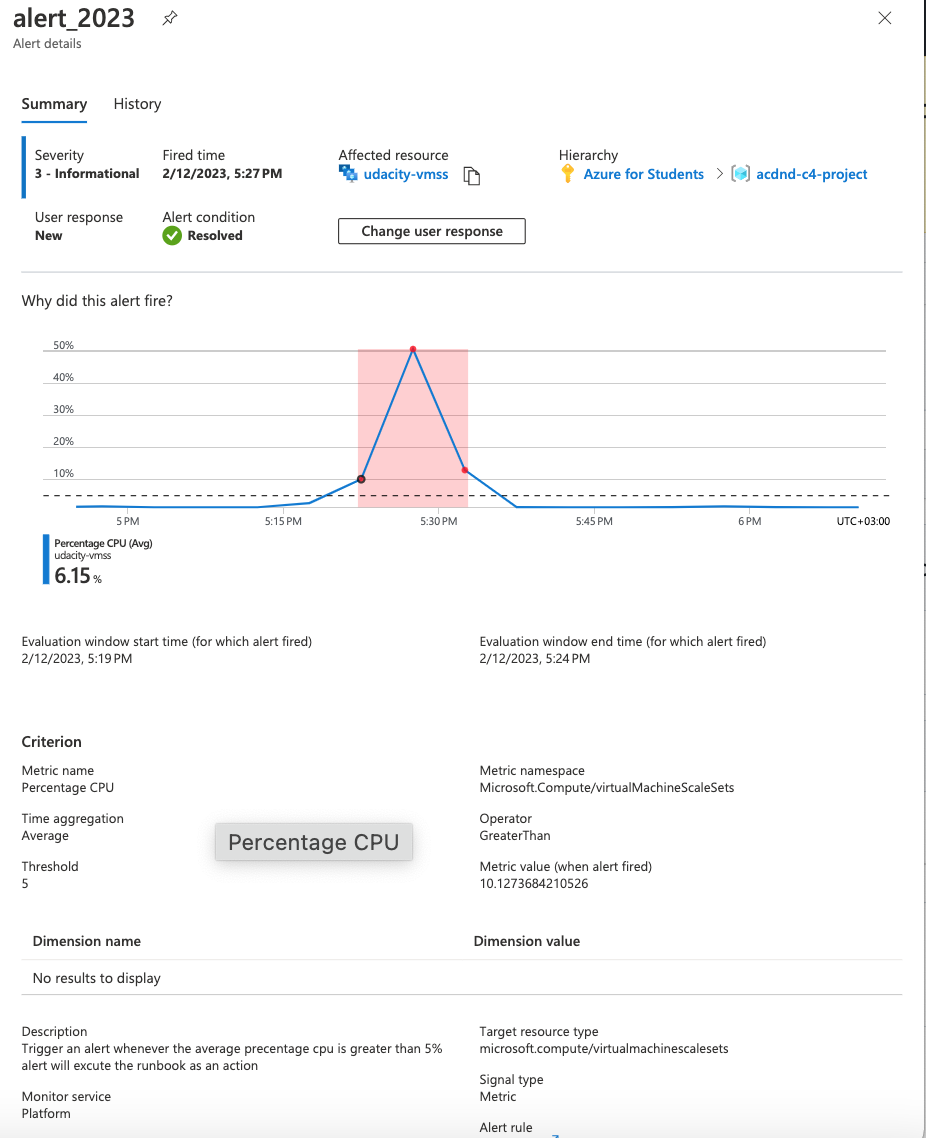 alert_2023
Alert details
Summary History
Severity Fired time Affected resource Hierarchy
3 - Informational 2/12/2023, 5:27 PM udacity-vmss Azure for Students > acdnd-c4-project
User response Alert condition
New Resolved Change user response
Why did this alert fire?
50%
40%
30%
20%
10%
5 PM 5:15 PM 5:30 PM 5:45 PM 6 PM UTC+03:00
Percentage CPU (Avg)
udacity-vmss
6.15 %
Evaluation window start time (for which alert fired) Evaluation window end time (for which alert fired)
2/12/2023, 5:19 PM 2/12/2023, 5:24 PM
Criterion
Metric name Metric namespace
Percentage CPU Microsoft.Compute/virtualMachineScaleSets
Time aggregation Operator
Average GreaterThan
Percentage CPU
Threshold Metric value (when alert fired)
5 10.1273684210526
Dimension name Dimension value
No results to display
Description Target resource type
Trigger an alert whenever the average precentage cpu is greater than 5% microsoft.compute/virtualmachinescalesets
alert will excute the runbook as an action
Signal type
Monitor service Metric
Platform
Alert rule